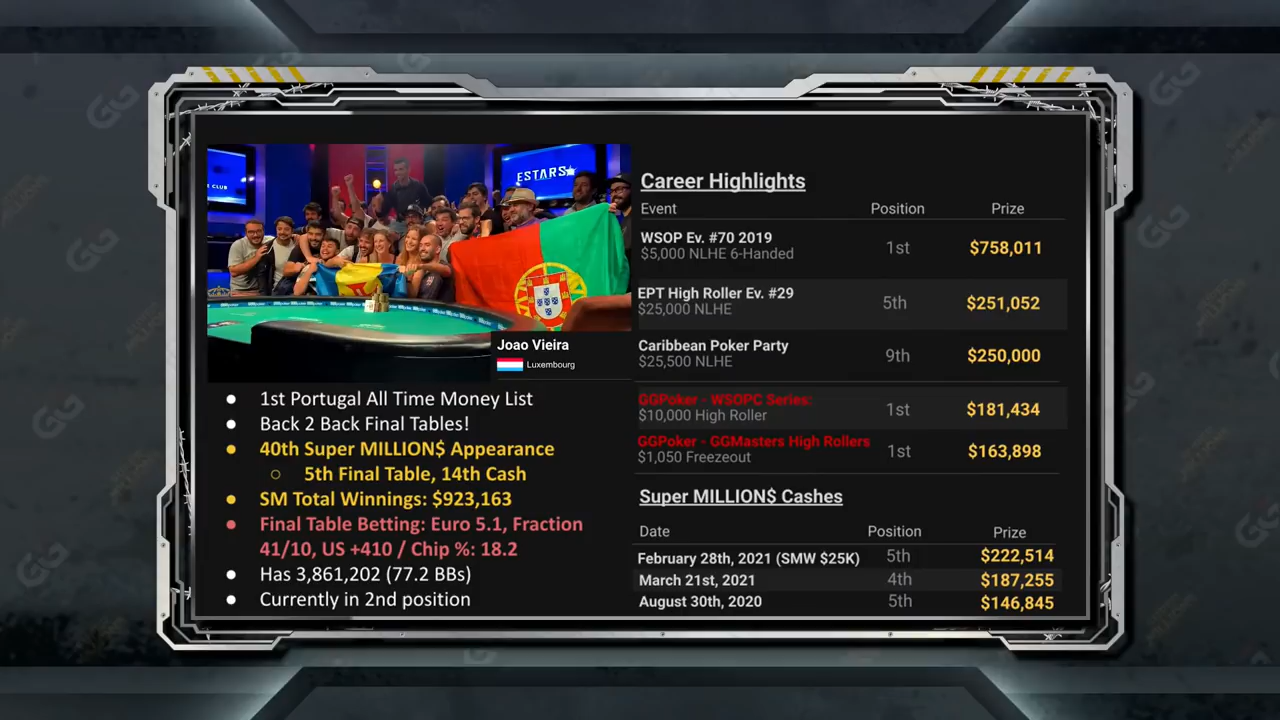 E CLUB
ESTARS
Joao Vieira
Luxembourg
1st Portugal All Time Money List
Back 2 Back Final Tables!
40th Super MILLION$ Appearance
5th Final Table, 14th Cash
SM Total Winnings: $923,163
Final Table Betting: Euro 5.1, Fraction
41/10, US +410 / Chip %: 18.2
Has 3,861,202 (77.2 BBs)
Currently in 2nd position
Career Highlights
Event Position Prize
WSOP Ev. #70 2019
$5,000 NLHE 6-Handed 1st $758,011
EPT High Roller Ev. #29
$25,000 NLHE 5th $251,052
Caribbean Poker Party
$25,500 NLHE 9th $250,000
GGPoker - WSOPC Series:
$10,000 High Roller 1st $181,434
GGPoker - GGMasters High Rollers
$1,050 Freezeout 1st $163,898
Super MILLION$ Cashes
Date Position Prize
February 28th, 2021 (SMW $25K) 5th $222,514
March 21st, 2021 4th $187,255
August 30th, 2020 5th $146,845